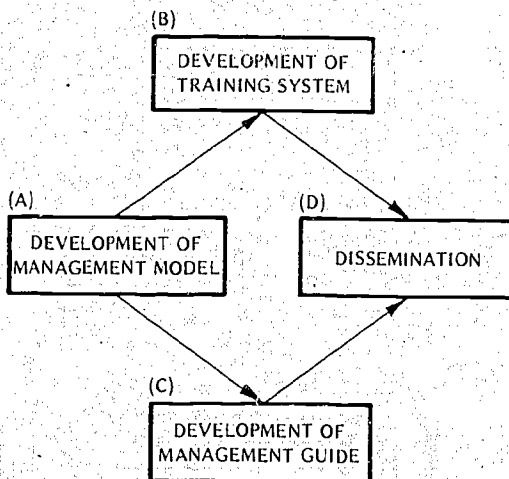 (B)
DEVELOPMENT OF
TRAINING SYSTEM
(A)
DEVELOPMENT OF
MANAGEMENT MODEL
(D)
DISSEMINATION
(C)
DEVELOPMENT OF
MANAGEMENT GUIDE